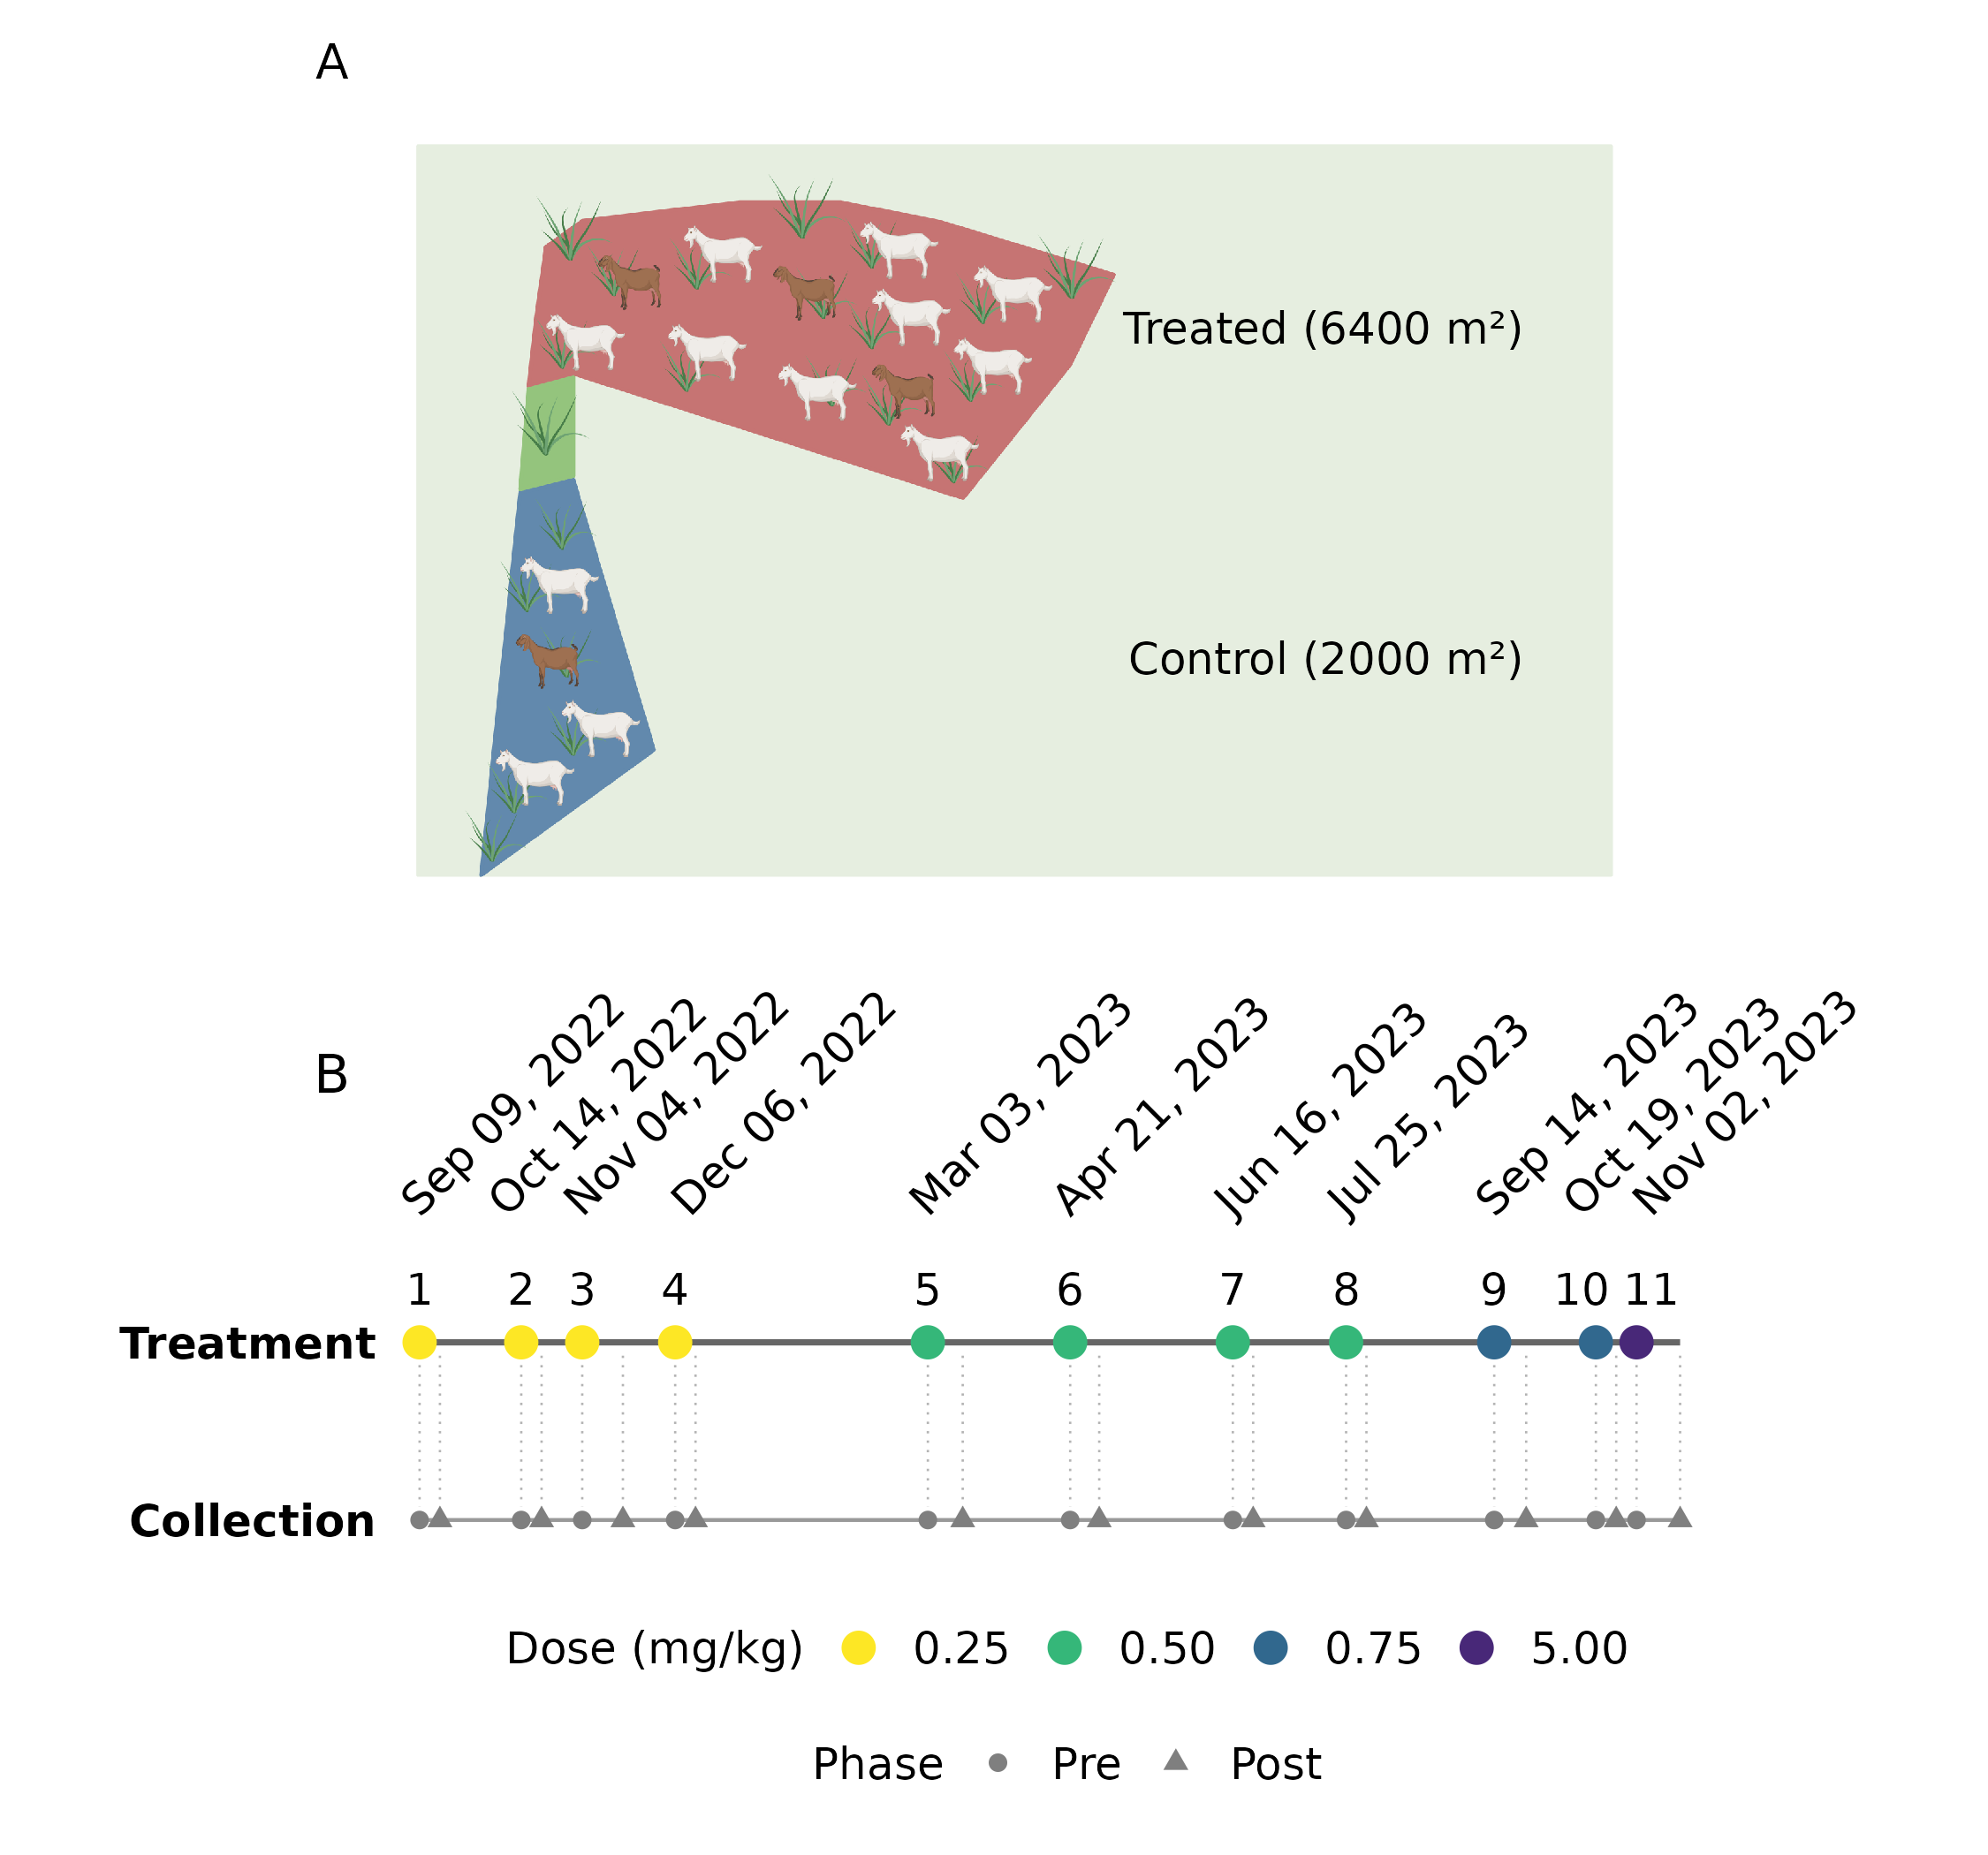 A
Treated (6400 m²)
Control (2000 m²)
B
Sep 09, 2022
Oct 14, 2022
Nov 04, 2022
Dec 06, 2022
Mar 03, 2023
Apr 21, 2023
Jun 16, 2023
Jul 25, 2023
Sep 14, 2023
Oct 19, 2023
Nov 02, 2023
1 2 3 4 5 6 7 8 9 10 11
Treatment
Collection
Dose (mg/kg) 0.25 0.50 0.75 5.00
Phase Pre Post